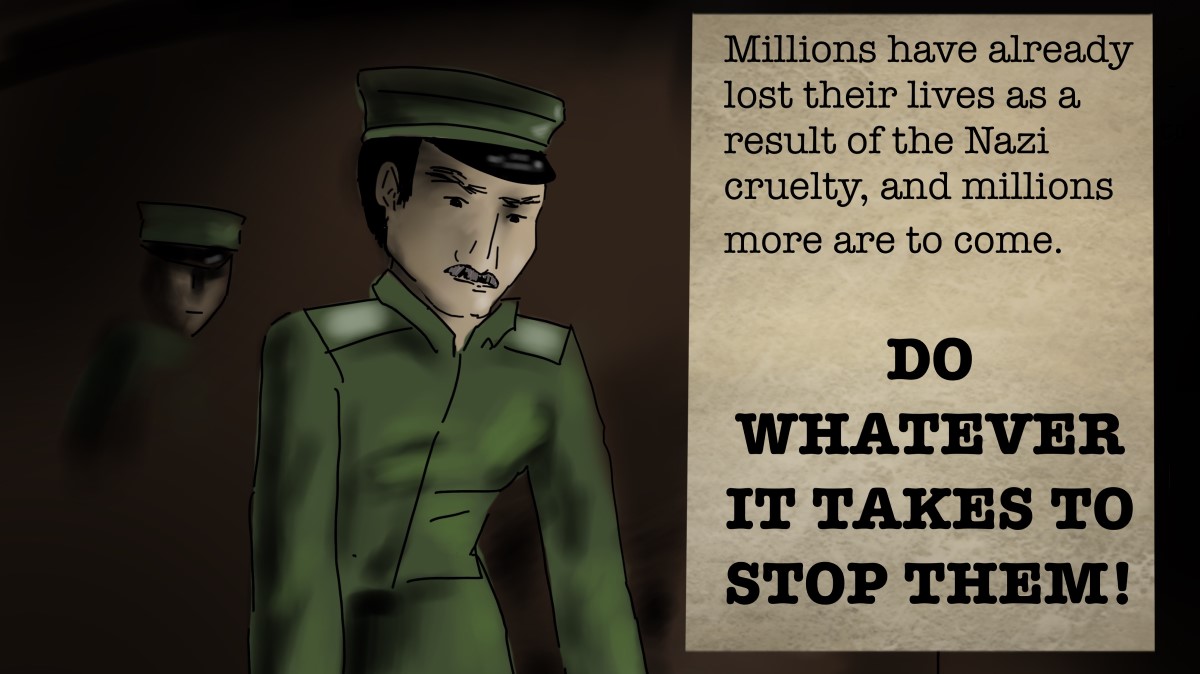 Millions have already
lost their lives as a
result of the Nazi
cruelty, and millions
more are to come.
DO
WHATEVER
IT TAKES TO
STOP THEM!